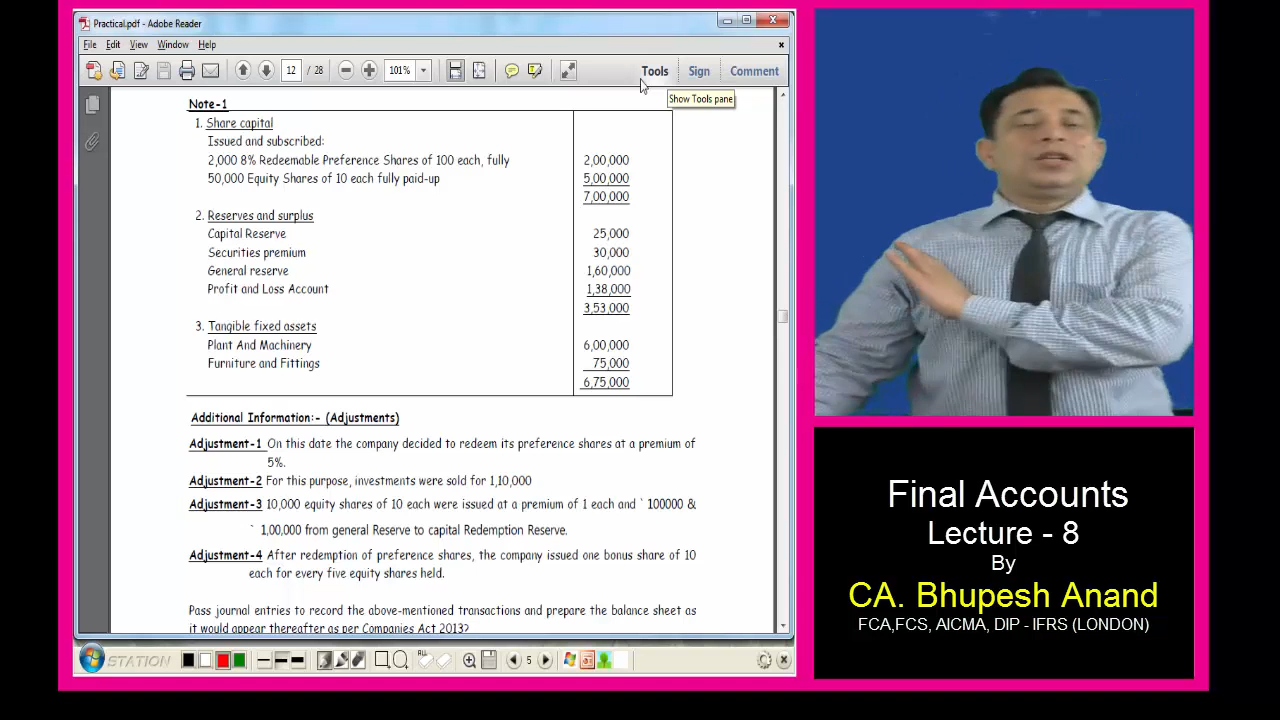 Practical.pdf - Adobe Reader
File Edit View Window Help
12 / 28 101% Tools Sign Comment
Show Tools pane
Note-1
1. Share capital
Issued and subscribed:
2,000 8% Redeemable Preference Shares of 100 each, fully 2,00,000
50,000 Equity Shares of 10 each fully paid-up 5,00,000
7,00,000
2. Reserves and surplus
Capital Reserve 25,000
Securities premium 30,000
General reserve 1,60,000
Profit and Loss Account 1,38,000
3,53,000
3. Tangible fixed assets
Plant And Machinery 6,00,000
Furniture and Fittings 75,000
6,75,000
Additional Information:- (Adjustments)
Adjustment-1 On this date the company decided to redeem its preference shares at a premium of
5%.
Adjustment-2 For this purpose, investments were sold for 1,10,000
Adjustment-3 10,000 equity shares of 10 each were issued at a premium of 1 each and ` 100000 &
` 1,00,000 from general Reserve to capital Redemption Reserve.
Adjustment-4 After redemption of preference shares, the company issued one bonus share of 10
each for every five equity shares held.
Pass journal entries to record the above-mentioned transactions and prepare the balance sheet as
it would appear thereafter as per Companies Act 2013?
STATION 5
Final Accounts
Lecture - 8
By
CA. Bhupesh Anand
FCA,FCS, AICMA, DIP - IFRS (LONDON)